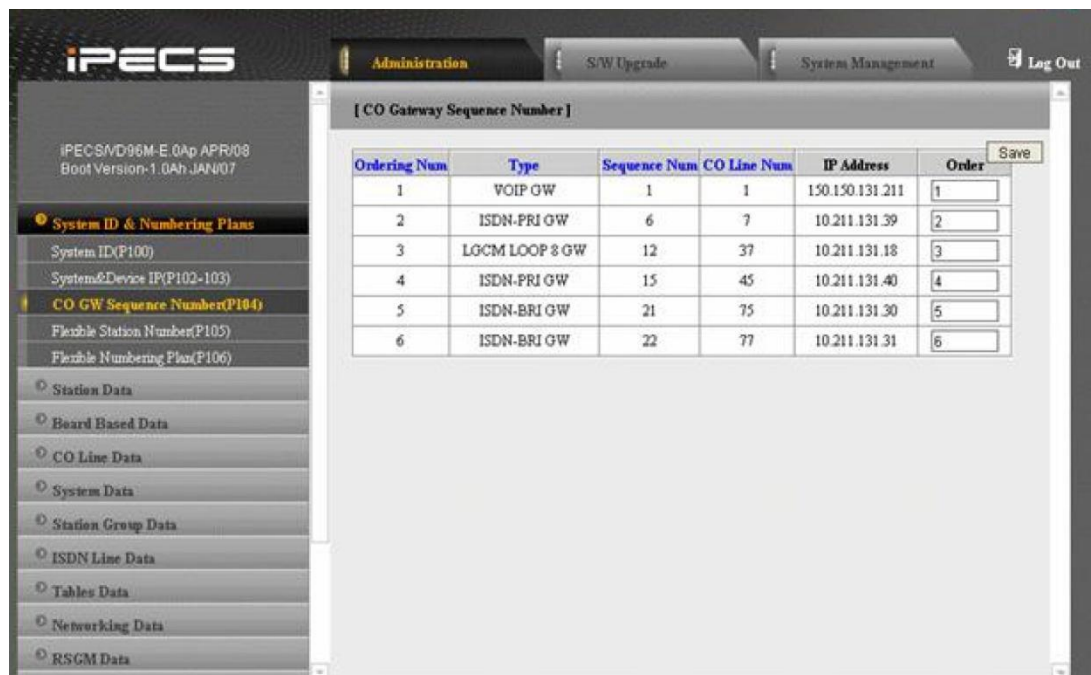 iPECS
Administration S/W Upgrade System Management Log Out
[ CO Gateway Sequence Number ]
iPECS/VD96M-E.0Ap APR/08
Boot Version-1.0Ah JAN/07
Save
Ordering Num Type Sequence Num CO Line Num IP Address Order
1 VOIP GW 1 1 150.150.131.211 1
2 ISDN-PRI GW 6 7 10.211.131.39 2
3 LGCM LOOP 8 GW 12 37 10.211.131.18 3
4 ISDN-PRI GW 15 45 10.211.131.40 4
5 ISDN-BRI GW 21 75 10.211.131.30 5
6 ISDN-BRI GW 22 77 10.211.131.31 6
System ID & Numbering Plans
System ID(P100)
System&Device IP(P102-103)
CO GW Sequence Number(P104)
Flexible Station Number(P105)
Flexible Numbering Plan(P106)
Station Data
Board Based Data
CO Line Data
System Data
Station Group Data
ISDN Line Data
Tables Data
Networking Data
RSGM Data